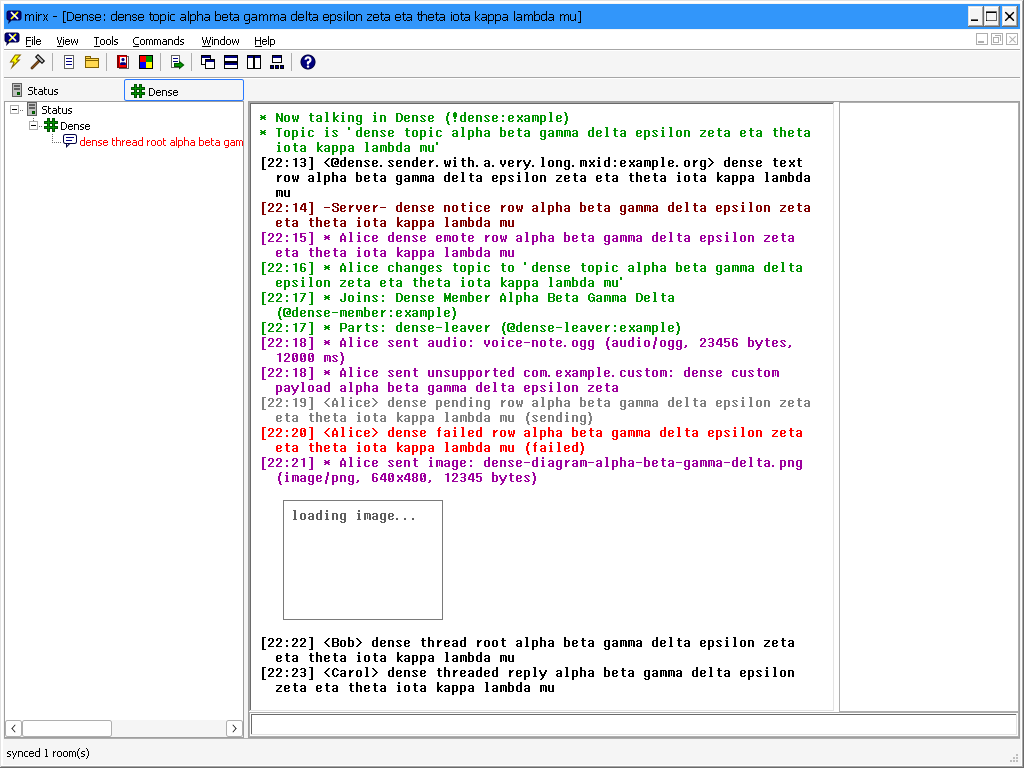 mirx - [Dense: dense topic alpha beta gamma delta epsilon zeta eta theta iota kappa lambda mu]
File View Tools Commands Window Help
Status Dense
Status
Dense
dense thread root alpha beta gam
* Now talking in Dense (!dense:example)
* Topic is 'dense topic alpha beta gamma delta epsilon zeta eta theta
iota kappa lambda mu'
[22:13] <@dense.sender.with.a.very.long.mxid:example.org> dense text
row alpha beta gamma delta epsilon zeta eta theta iota kappa lambda
mu
[22:14] -Server- dense notice row alpha beta gamma delta epsilon zeta
eta theta iota kappa lambda mu
[22:15] * Alice dense emote row alpha beta gamma delta epsilon zeta
eta theta iota kappa lambda mu
[22:16] * Alice changes topic to 'dense topic alpha beta gamma delta
epsilon zeta eta theta iota kappa lambda mu'
[22:17] * Joins: Dense Member Alpha Beta Gamma Delta
(@dense-member:example)
[22:17] * Parts: dense-leaver (@dense-leaver:example)
[22:18] * Alice sent audio: voice-note.ogg (audio/ogg, 23456 bytes,
12000 ms)
[22:18] * Alice sent unsupported com.example.custom: dense custom
payload alpha beta gamma delta epsilon zeta
[22:19] <Alice> dense pending row alpha beta gamma delta epsilon zeta
eta theta iota kappa lambda mu (sending)
[22:20] <Alice> dense failed row alpha beta gamma delta epsilon zeta
eta theta iota kappa lambda mu (failed)
[22:21] * Alice sent image: dense-diagram-alpha-beta-gamma-delta.png
(image/png, 640x480, 12345 bytes)
loading image...
[22:22] <Bob> dense thread root alpha beta gamma delta epsilon zeta
eta theta iota kappa lambda mu
[22:23] <Carol> dense threaded reply alpha beta gamma delta epsilon
zeta eta theta iota kappa lambda mu
synced 1 room(s)